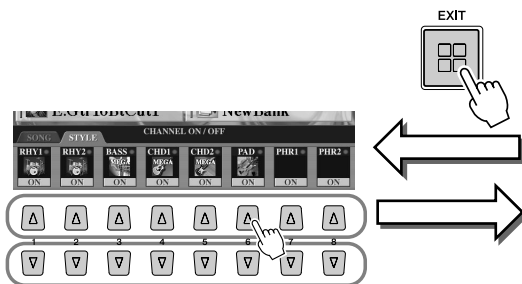 EXIT
E.Gu10BtCut1 NewBank
SONG STYLE CHANNEL ON / OFF
RHY1 RHY2 BASS CHD1 CHD2 PAD PHR1 PHR2
MEGA MEGA MEGA
ON ON ON ON ON ON ON ON
1 2 3 4 5 6 7 8